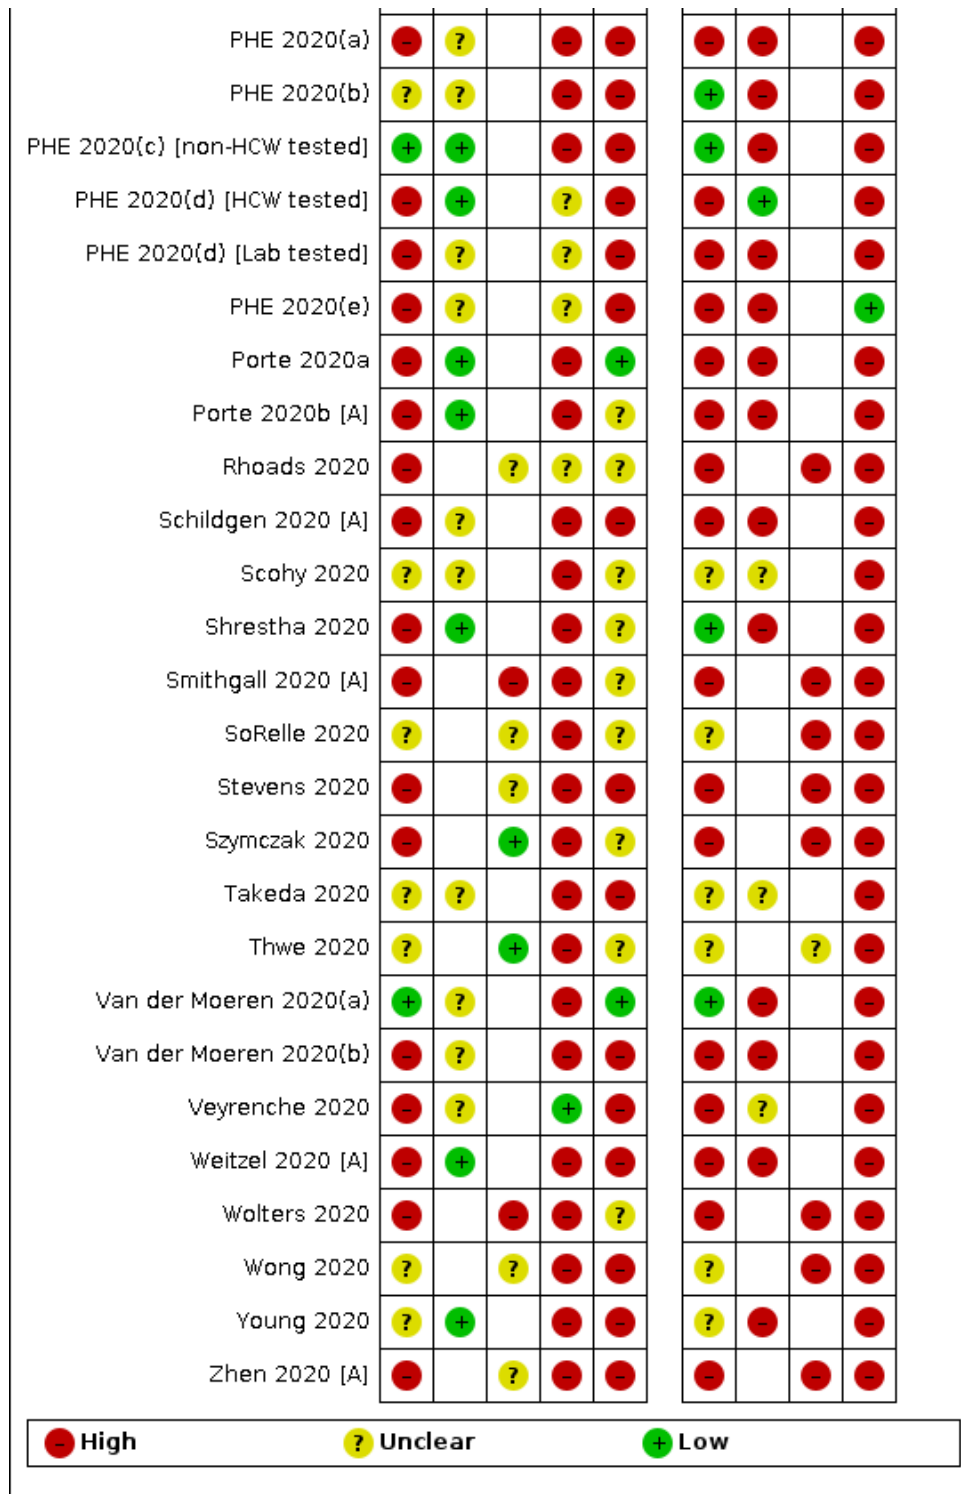 PHE 2020(a) - ? - - - - -
PHE 2020(b) ? ? - - + - -
PHE 2020(c) [non-HCW tested] + + - - + - -
PHE 2020(d) [HCW tested] - + ? - - + -
PHE 2020(d) [Lab tested] - ? ? - - - -
PHE 2020(e) - ? ? - - - +
Porte 2020a - + - + - - -
Porte 2020b [A] - + - ? - - -
Rhoads 2020 - ? ? ? - - -
Schildgen 2020 [A] - ? - - - - -
Scohy 2020 ? ? - ? ? ? -
Shrestha 2020 - + - ? + - -
Smithgall 2020 [A] - - - ? - - -
SoRelle 2020 ? ? - ? ? - -
Stevens 2020 - ? - - - - -
Szymczak 2020 - + - ? - - -
Takeda 2020 ? ? - - ? ? -
Thwe 2020 ? + - ? ? ? -
Van der Moeren 2020(a) + ? - + + - -
Van der Moeren 2020(b) - ? - - - - -
Veyrenche 2020 - ? + - - ? -
Weitzel 2020 [A] - + - - - - -
Wolters 2020 - - - ? - - -
Wong 2020 ? ? - - ? - -
Young 2020 ? + - - ? - -
Zhen 2020 [A] - ? - - - - -
- High ? Unclear + Low